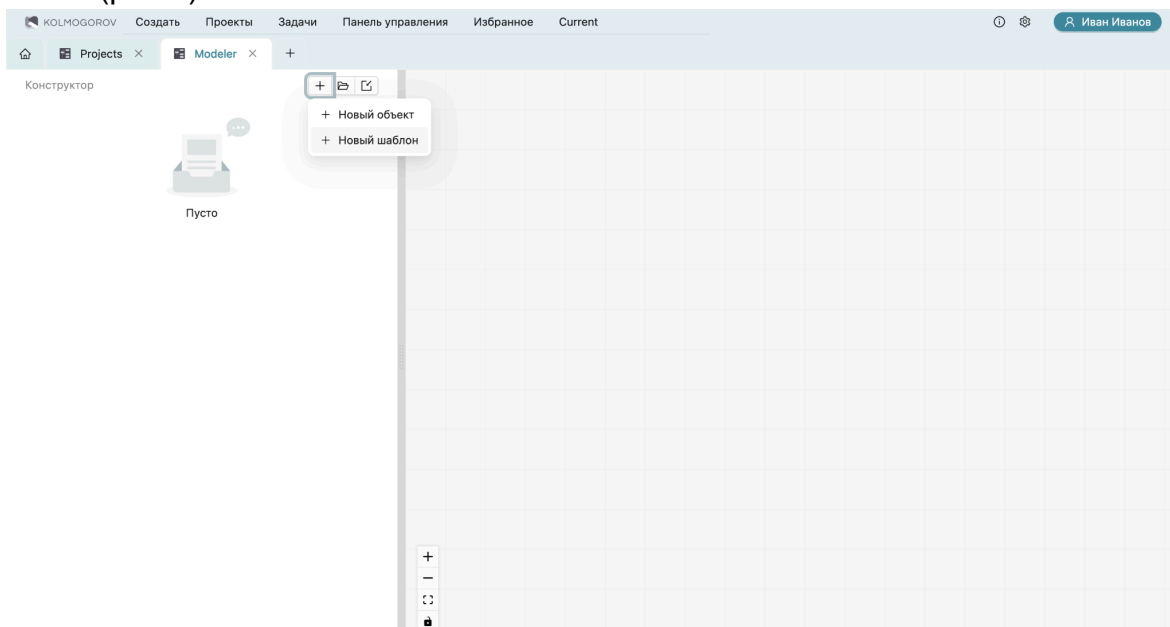 KOLMOGOROV Создать Проекты Задачи Панель управления Избранное Current Иван Иванов
Projects Modeler
Конструктор
+ Новый объект
+ Новый шаблон
Пусто